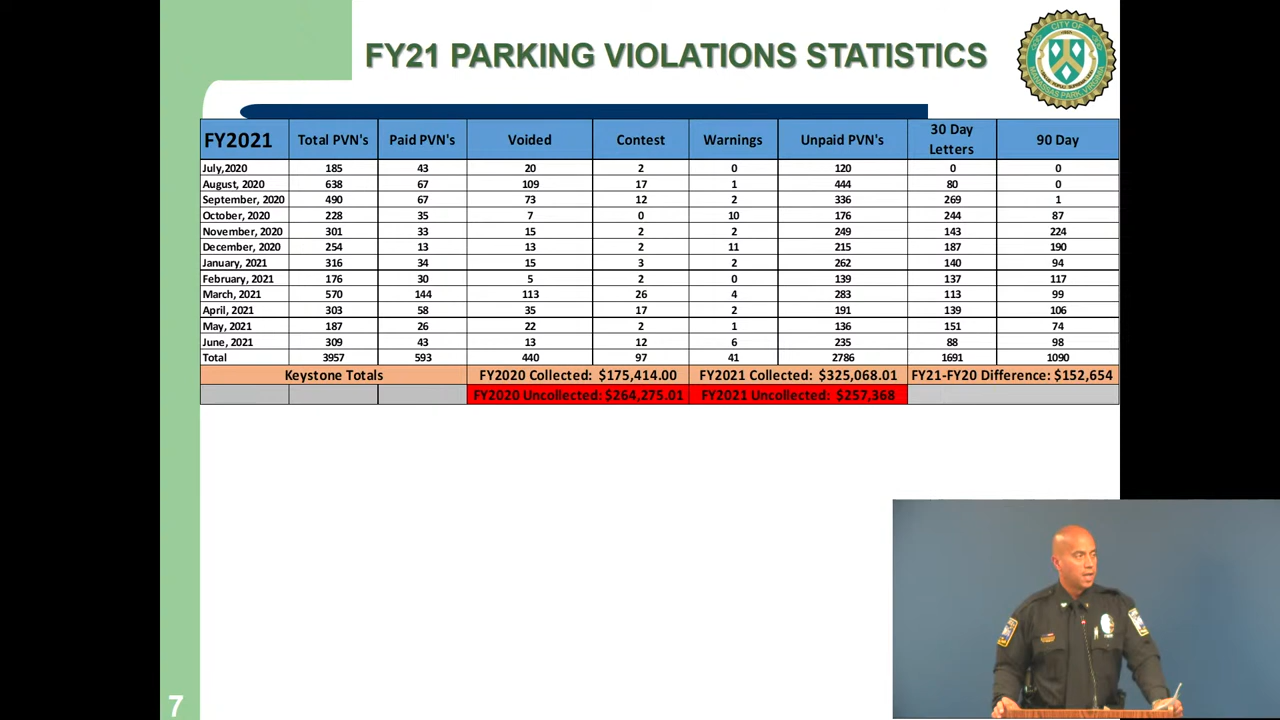 FY21 PARKING VIOLATIONS STATISTICS
CITY OF
MANASSAS PARK, VIRGINIA
FY2021 Total PVN's Paid PVN's Voided Contest Warnings Unpaid PVN's 30 Day Letters 90 Day
July,2020 185 43 20 2 0 120 0 0
August, 2020 638 67 109 17 1 444 80 0
September, 2020 490 67 73 12 2 336 269 1
October, 2020 228 35 7 0 10 176 244 87
November, 2020 301 33 15 2 2 249 143 224
December, 2020 254 13 13 2 11 215 187 190
January, 2021 316 34 15 3 2 262 140 94
February, 2021 176 30 5 2 0 139 137 117
March, 2021 570 144 113 26 4 283 113 99
April, 2021 303 58 35 17 2 191 139 106
May, 2021 187 26 22 2 1 136 151 74
June, 2021 309 43 13 12 6 235 88 98
Total 3957 593 440 97 41 2786 1691 1090
Keystone Totals FY2020 Collected: $175,414.00 FY2021 Collected: $325,068.01 FY21-FY20 Difference: $152,654
FY2020 Uncollected: $264,275.01 FY2021 Uncollected: $257,368
7